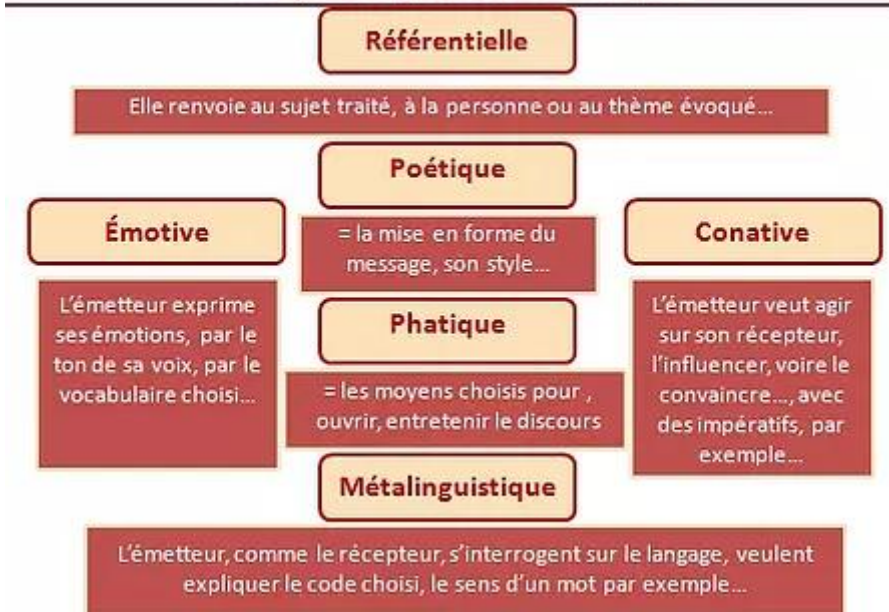 Référentielle
Elle renvoie au sujet traité, à la personne ou au thème évoqué…
Poétique
= la mise en forme du
message, son style…
Émotive
L'émetteur exprime
ses émotions, par le
ton de sa voix, par le
vocabulaire choisi…
Conative
L'émetteur veut agir
sur son récepteur,
l'influencer, voire le
convaincre…, avec
des impératifs, par
exemple…
Phatique
= les moyens choisis pour ,
ouvrir, entretenir le discours
Métalinguistique
L'émetteur, comme le récepteur, s'interrogent sur le langage, veulent
expliquer le code choisi, le sens d'un mot par exemple…